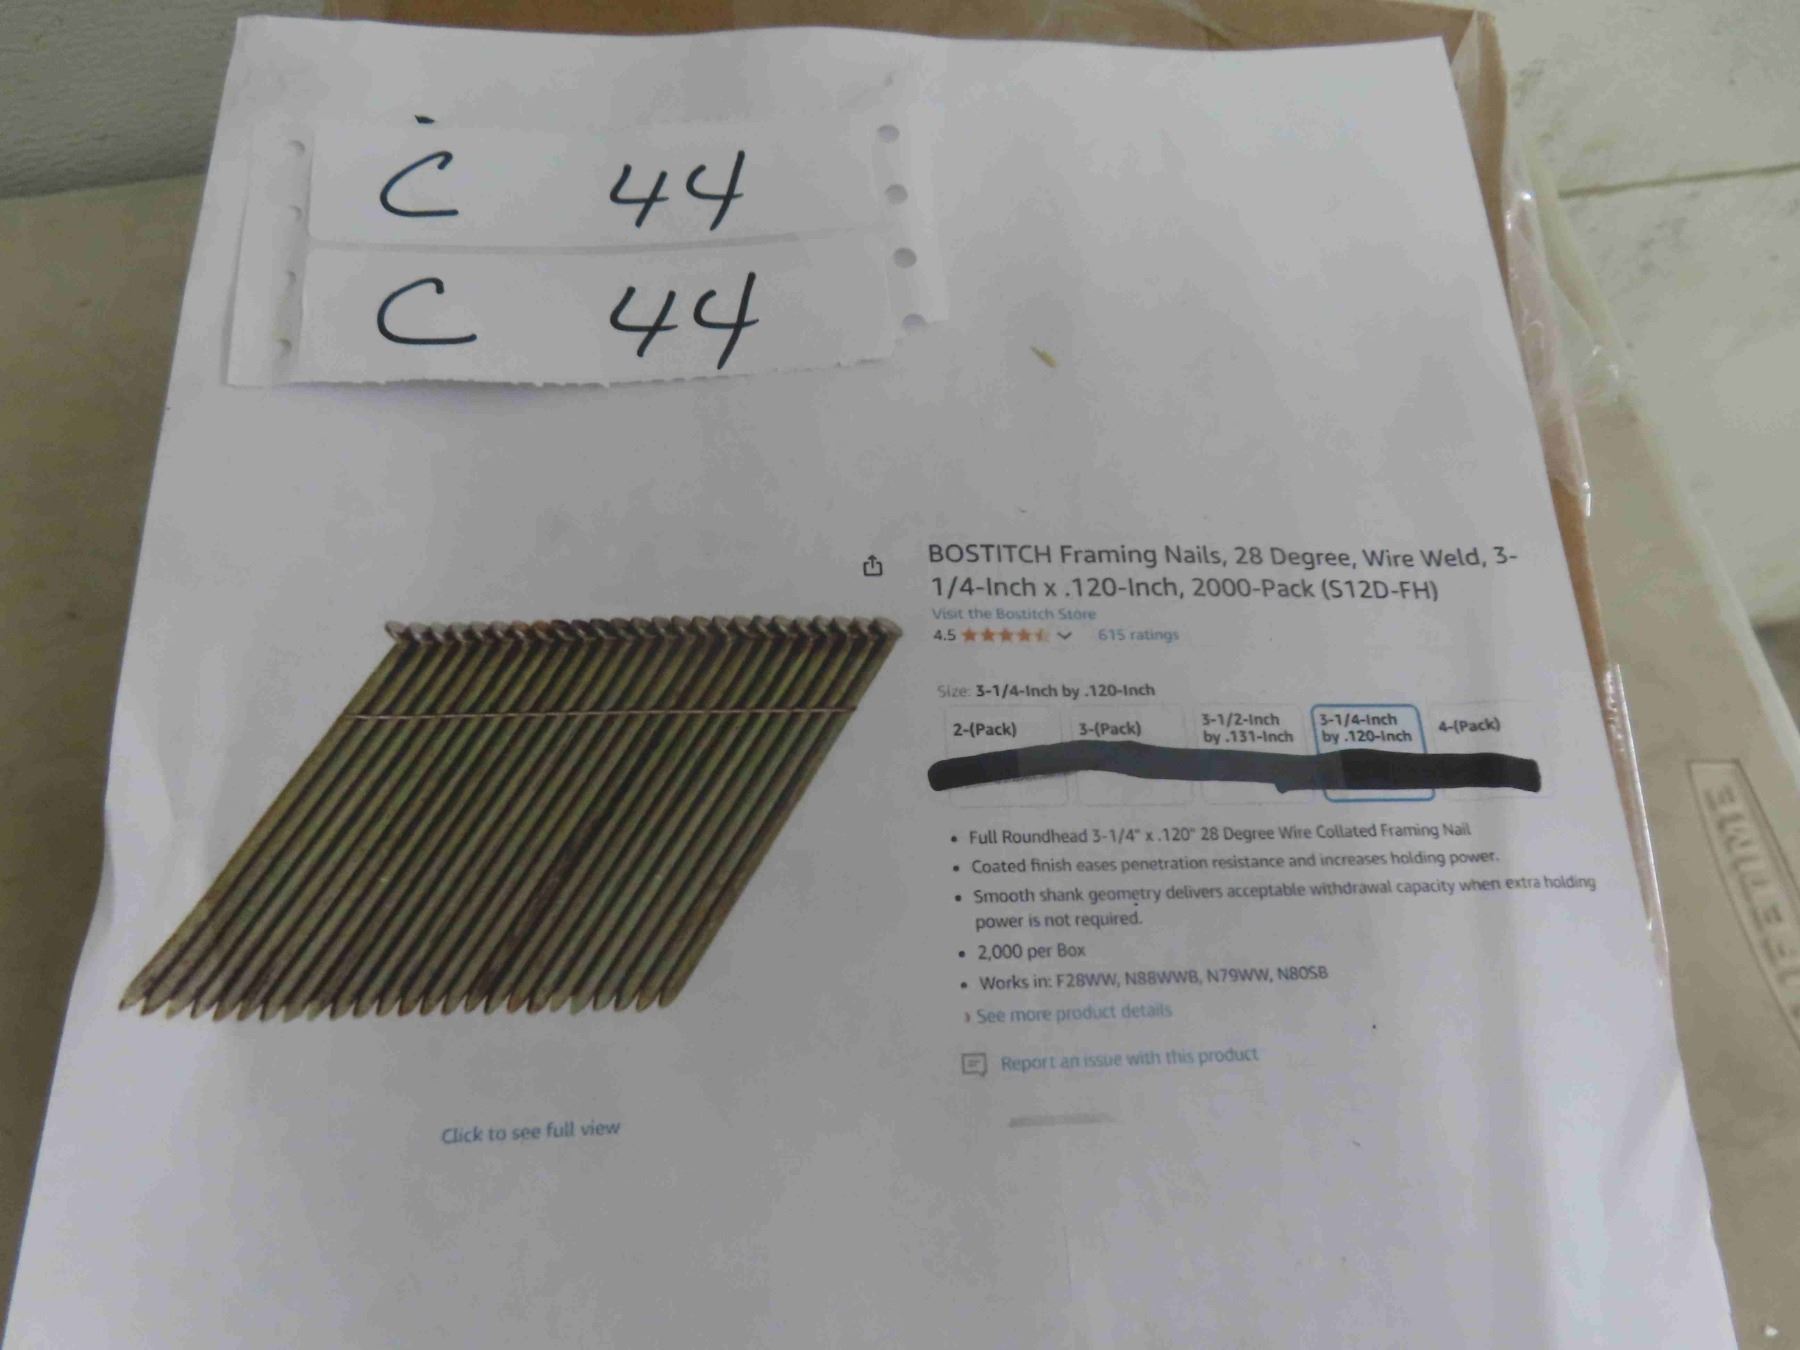 C 44
C 44
BOSTITCH Framing Nails, 28 Degree, Wire Weld, 3-
1/4-Inch x .120-Inch, 2000-Pack (S12D-FH)
Visit the Bostitch Store
4.5 615 ratings
Size: 3-1/4-Inch by .120-Inch
2-(Pack) 3-(Pack) 3-1/2-Inch by .131-Inch 3-1/4-Inch by .120-Inch 4-(Pack)
• Full Roundhead 3-1/4" x .120" 28 Degree Wire Collated Framing Nail
• Coated finish eases penetration resistance and increases holding power.
• Smooth shank geometry delivers acceptable withdrawal capacity when extra holding
power is not required.
• 2,000 per Box
• Works in: F28WW, N88WWB, N79WW, N80SB
› See more product details
Report an issue with this product
Click to see full view